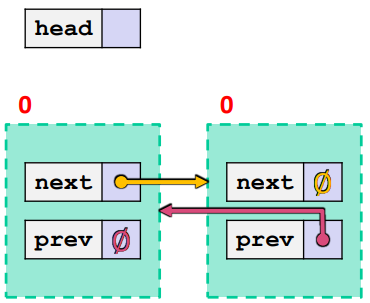 head
0 0
next next Ø
prev Ø prev